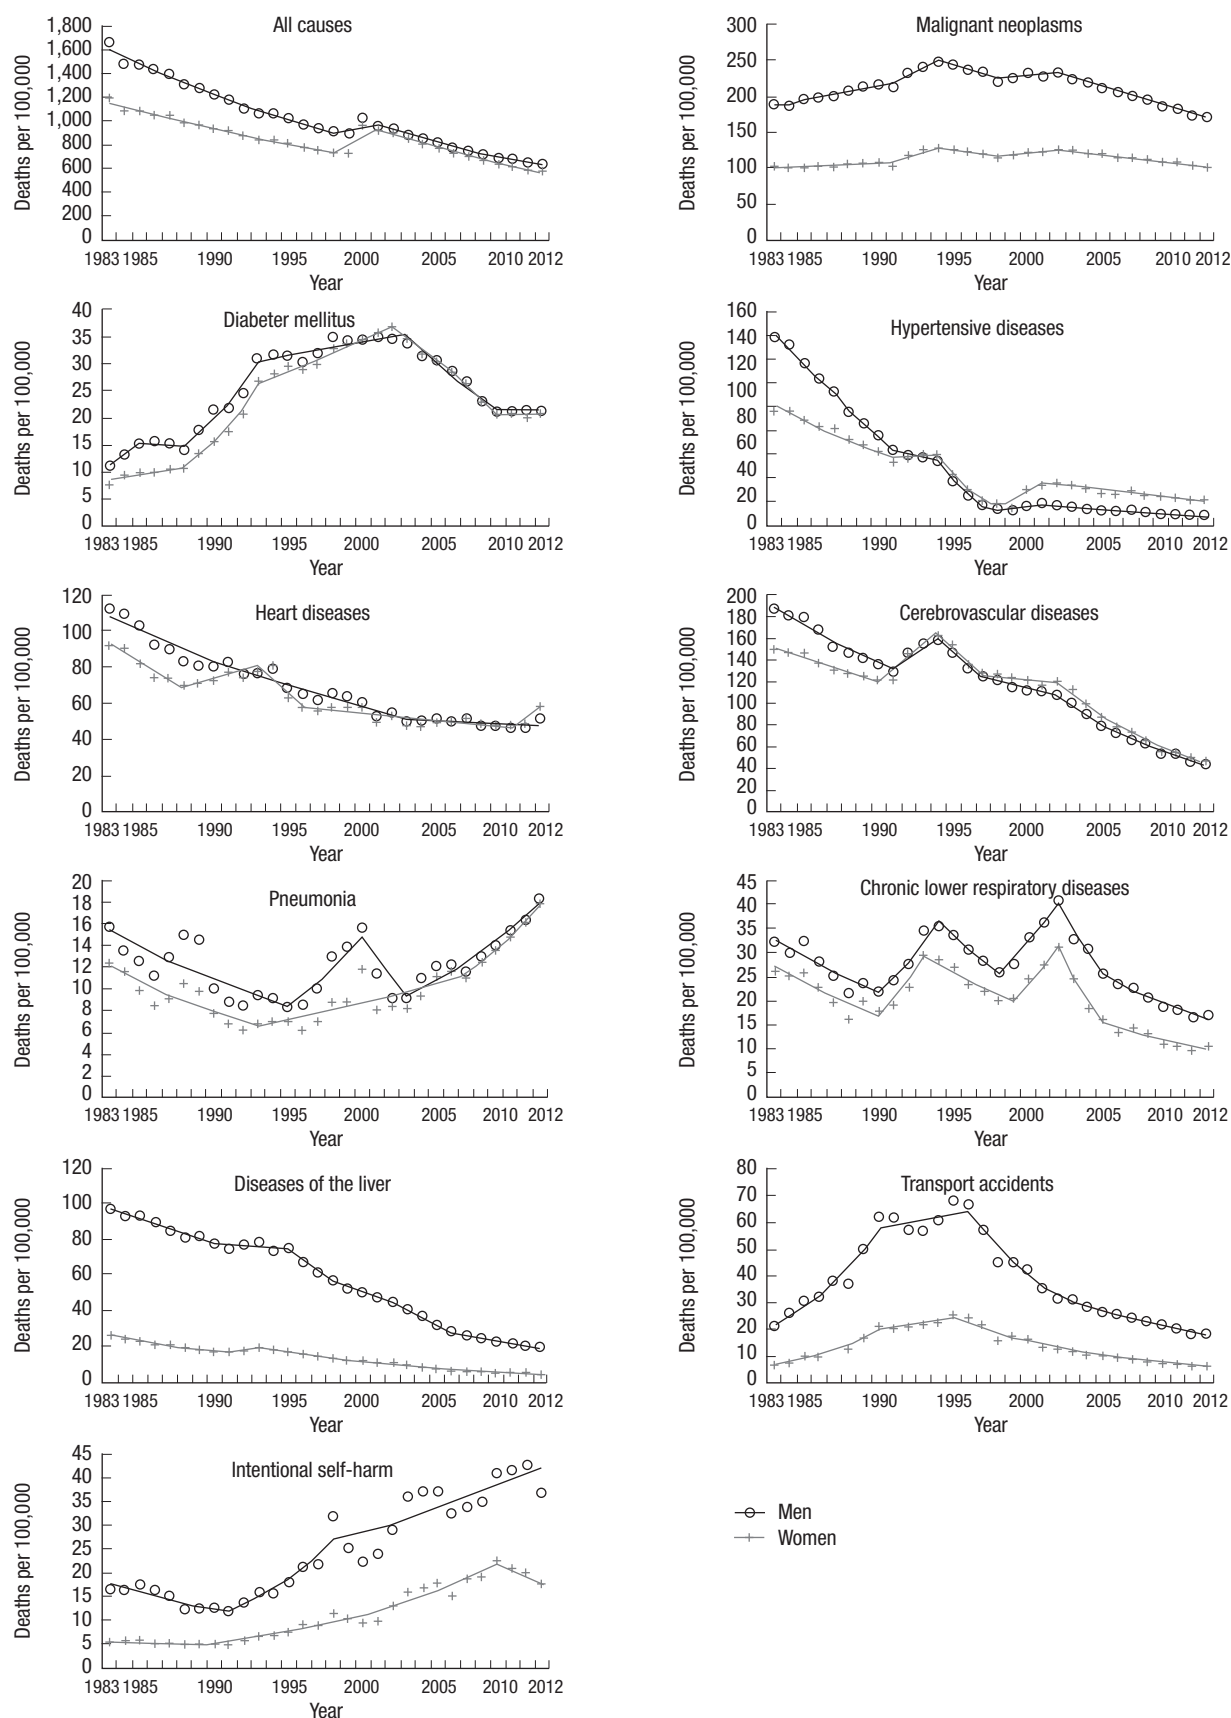 All causes
Deaths per 100,000
1,800
1,600
1,400
1,200
1,000
800
600
400
200
0
1983 1985 1990 1995 2000 2005 2010 2012
Year
Malignant neoplasms
Deaths per 100,000
300
250
200
150
100
50
0
1983 1985 1990 1995 2000 2005 2010 2012
Year
Diabeter mellitus
Deaths per 100,000
40
35
30
25
20
15
10
5
0
1983 1985 1990 1995 2000 2005 2010 2012
Year
Hypertensive diseases
Deaths per 100,000
160
140
120
100
80
60
40
20
0
1983 1985 1990 1995 2000 2005 2010 2012
Year
Heart diseases
Deaths per 100,000
120
100
80
60
40
20
0
1983 1985 1990 1995 2000 2005 2010 2012
Year
Cerebrovascular diseases
Deaths per 100,000
200
180
160
140
120
100
80
60
40
20
0
1983 1985 1990 1995 2000 2005 2010 2012
Year
Pneumonia
Deaths per 100,000
20
18
16
14
12
10
8
6
4
2
0
1983 1985 1990 1995 2000 2005 2010 2012
Year
Chronic lower respiratory diseases
Deaths per 100,000
45
40
35
30
25
20
15
10
5
0
1983 1985 1990 1995 2000 2005 2010 2012
Year
Diseases of the liver
Deaths per 100,000
120
100
80
60
40
20
0
1983 1985 1990 1995 2000 2005 2010 2012
Year
Transport accidents
Deaths per 100,000
80
70
60
50
40
30
20
10
0
1983 1985 1990 1995 2000 2005 2010 2012
Year
Intentional self-harm
Deaths per 100,000
45
40
35
30
25
20
15
10
5
0
1983 1985 1990 1995 2000 2005 2010 2012
Year
Men
Women